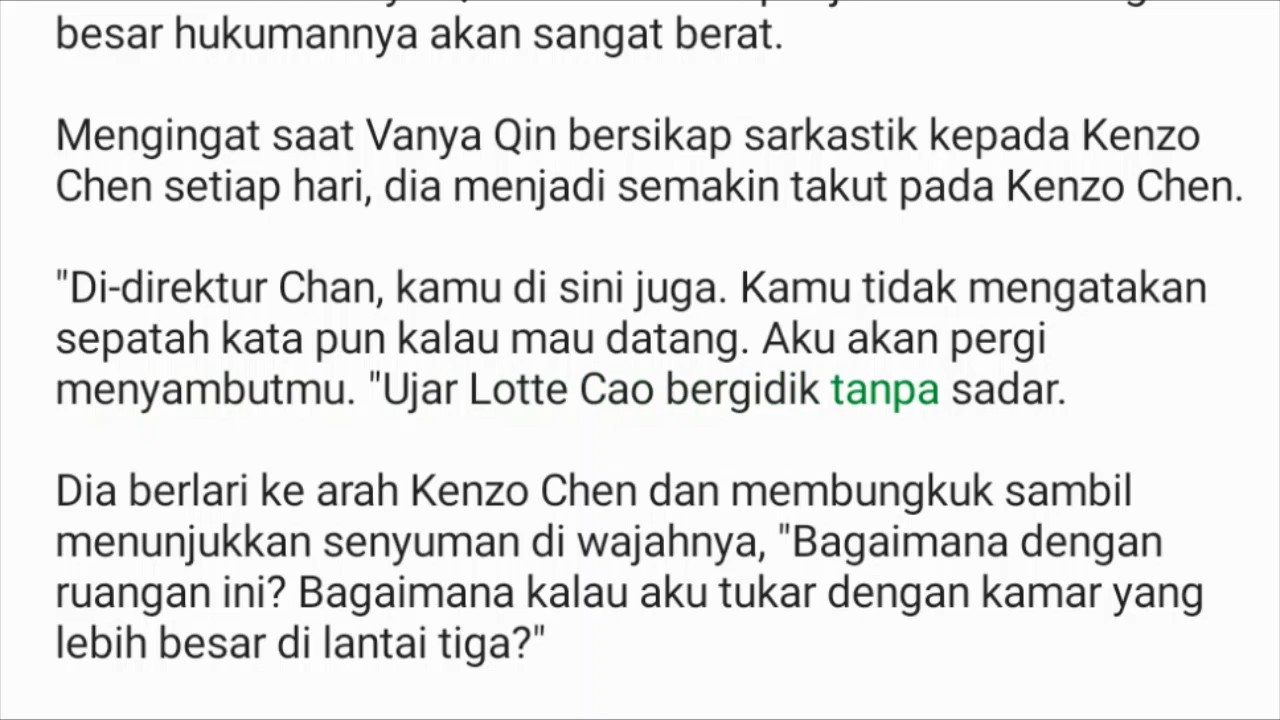 besar hukumannya akan sangat berat.
Mengingat saat Vanya Qin bersikap sarkastik kepada Kenzo
Chen setiap hari, dia menjadi semakin takut pada Kenzo Chen.
"Di-direktur Chan, kamu di sini juga. Kamu tidak mengatakan
sepatah kata pun kalau mau datang. Aku akan pergi
menyambutmu. "Ujar Lotte Cao bergidik tanpa sadar.
Dia berlari ke arah Kenzo Chen dan membungkuk sambil
menunjukkan senyuman di wajahnya, "Bagaimana dengan
ruangan ini? Bagaimana kalau aku tukar dengan kamar yang
lebih besar di lantai tiga?"